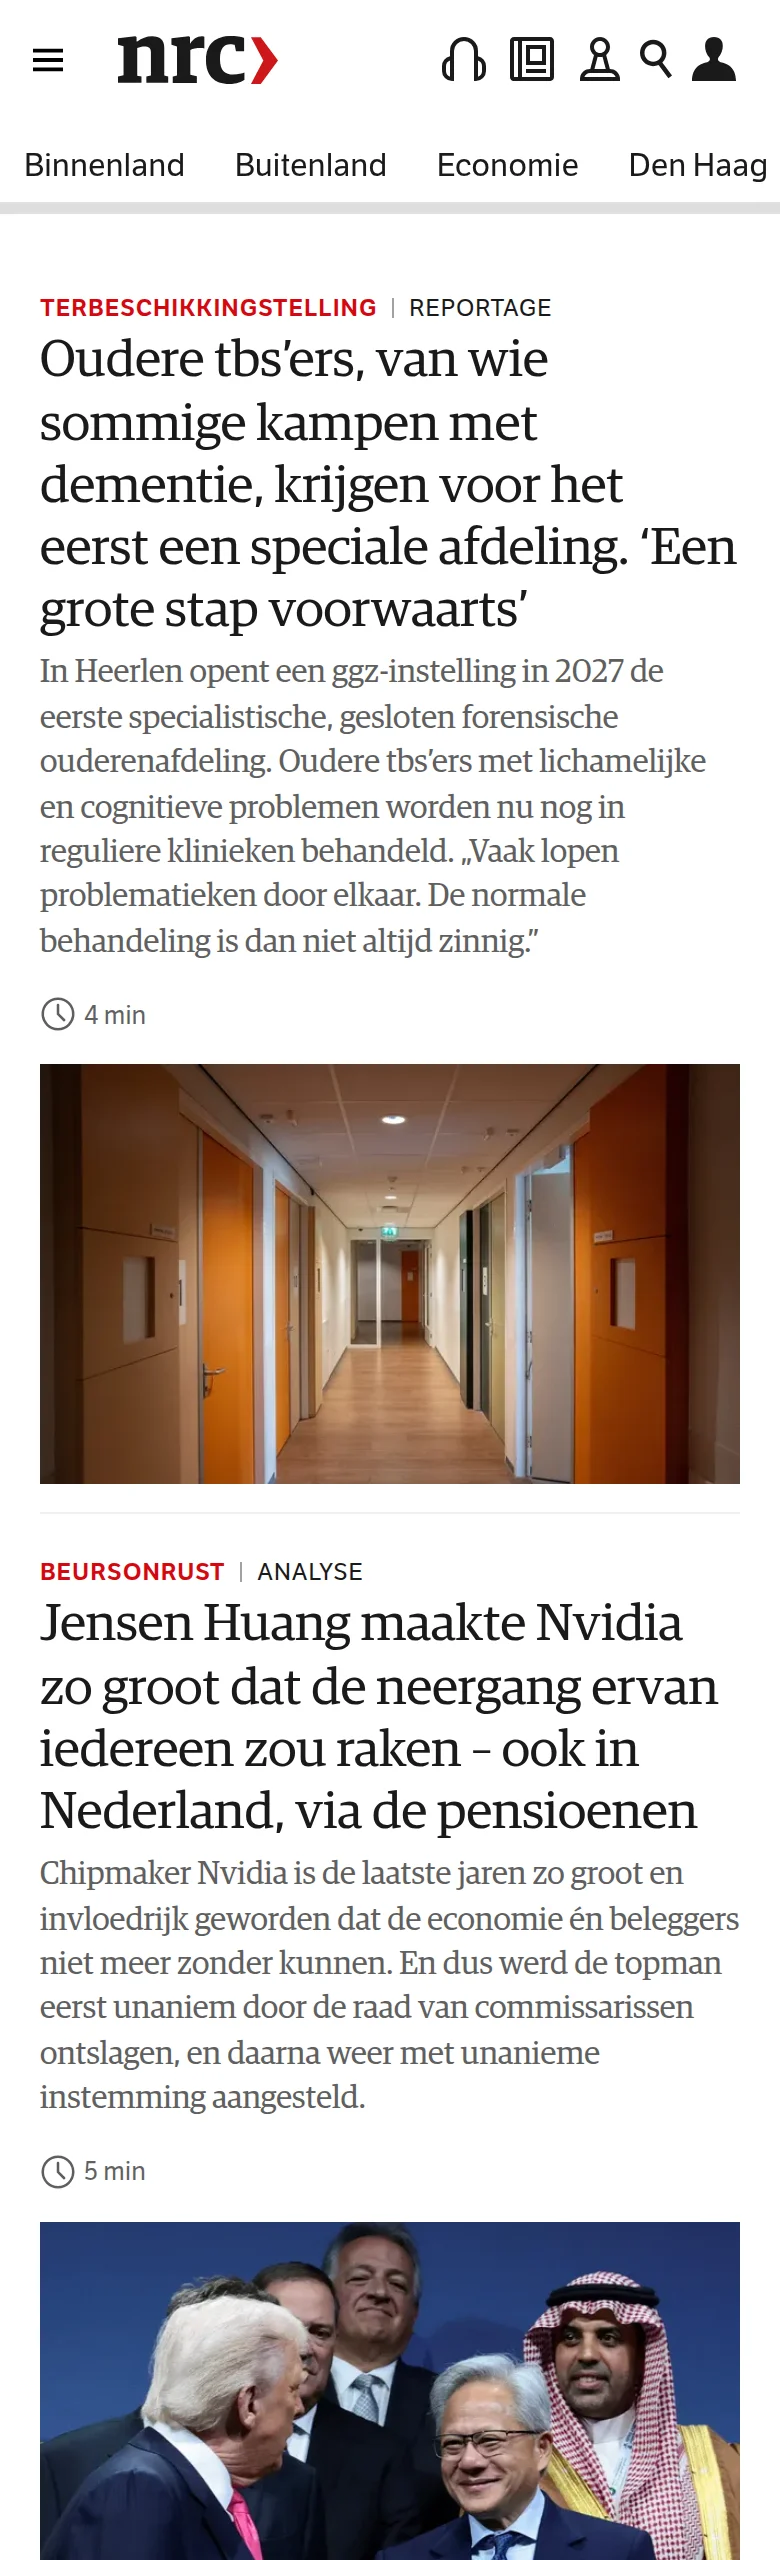 nrc
Binnenland Buitenland Economie Den Haag
TERBESCHIKKINGSTELLING | REPORTAGE
Oudere tbs’ers, van wie
sommige kampen met
dementie, krijgen voor het
eerst een speciale afdeling. ‘Een
grote stap voorwaarts’
In Heerlen opent een ggz-instelling in 2027 de
eerste specialistische, gesloten forensische
ouderenafdeling. Oudere tbs’ers met lichamelijke
en cognitieve problemen worden nu nog in
reguliere klinieken behandeld. „Vaak lopen
problematieken door elkaar. De normale
behandeling is dan niet altijd zinnig.”
4 min
BEURSONRUST | ANALYSE
Jensen Huang maakte Nvidia
zo groot dat de neergang ervan
iedereen zou raken – ook in
Nederland, via de pensioenen
Chipmaker Nvidia is de laatste jaren zo groot en
invloedrijk geworden dat de economie én beleggers
niet meer zonder kunnen. En dus werd de topman
eerst unaniem door de raad van commissarissen
ontslagen, en daarna weer met unanieme
instemming aangesteld.
5 min